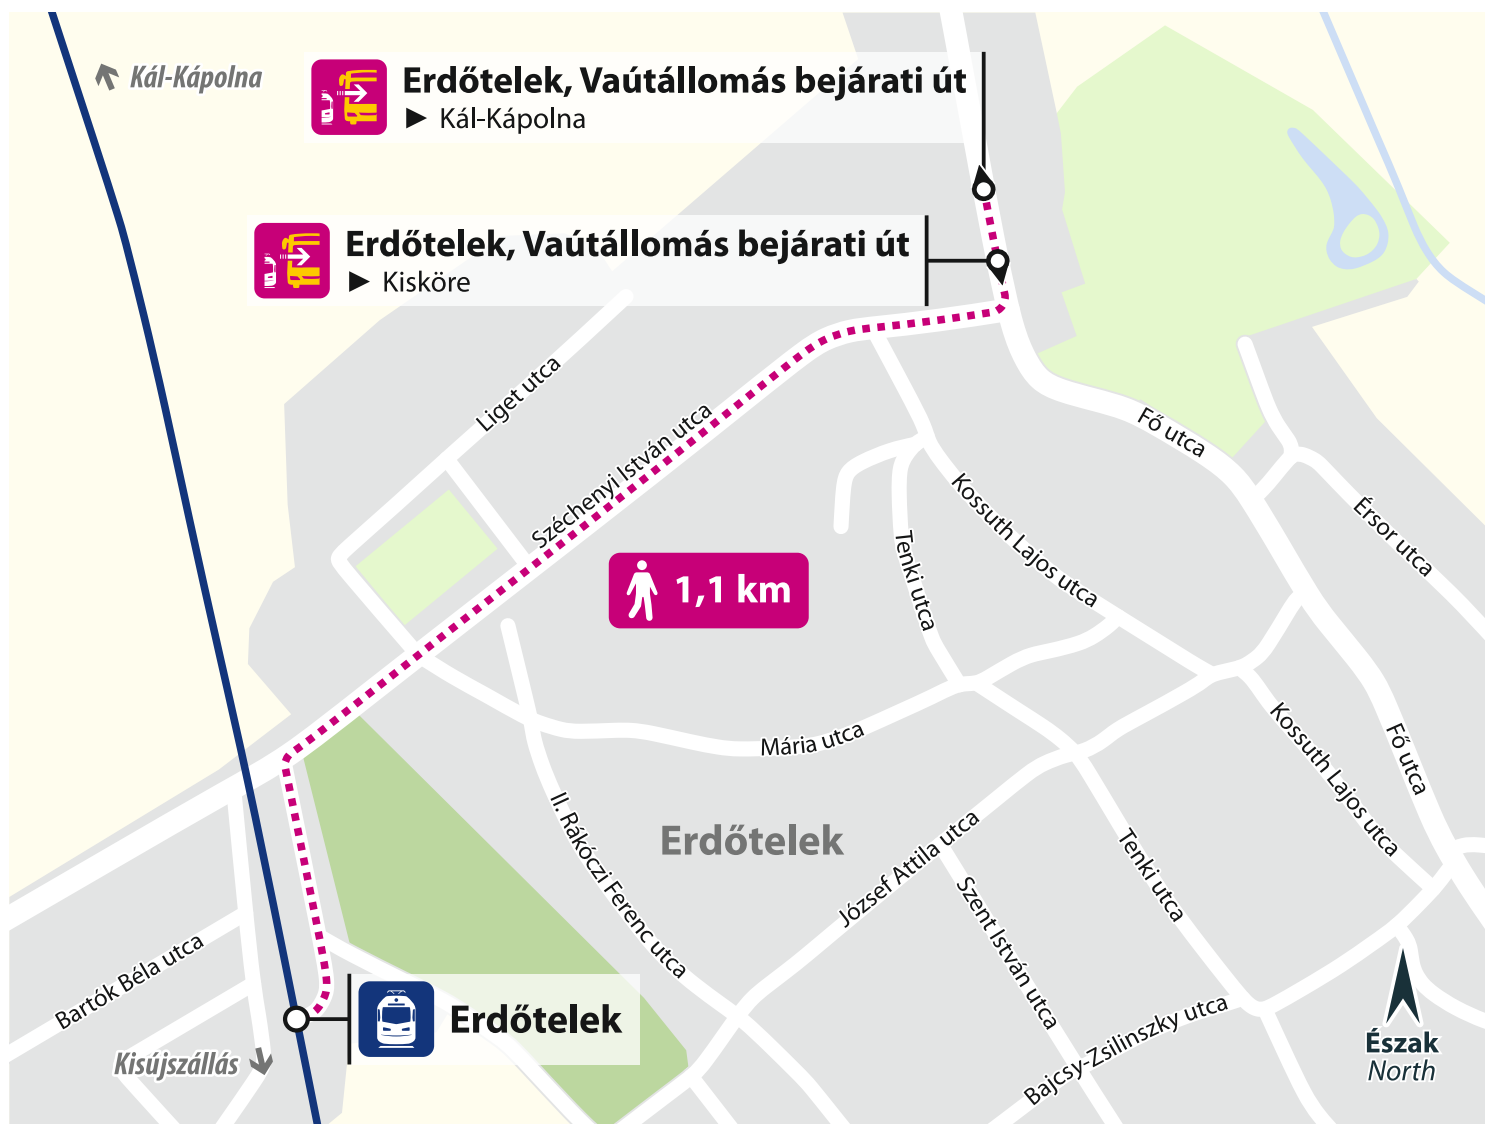 Kál-Kápolna
Erdőtelek, Vaútállomás bejárati út
► Kál-Kápolna
Erdőtelek, Vaútállomás bejárati út
► Kisköre
Liget utca
Széchenyi István utca
Fő utca
Kossuth Lajos utca
Érsor utca
Tenki utca
1,1 km
Mária utca
Kossuth Lajos utca
Fő utca
II. Rákóczi Ferenc utca
Erdőtelek
József Attila utca
Tenki utca
Szent István utca
Bartók Béla utca
Erdőtelek
Kisújszállás
Bajcsy-Zsilinszky utca
Észak
North